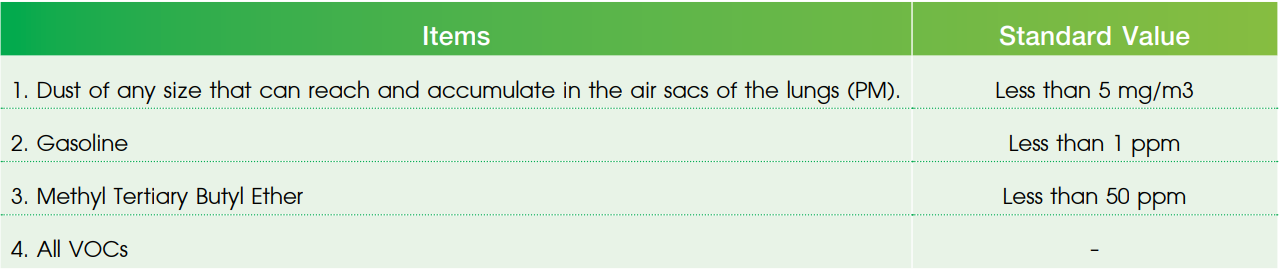 Items Standard Value
1. Dust of any size that can reach and accumulate in the air sacs of the lungs (PM). Less than 5 mg/m3
2. Gasoline Less than 1 ppm
3. Methyl Tertiary Butyl Ether Less than 50 ppm
4. All VOCs -